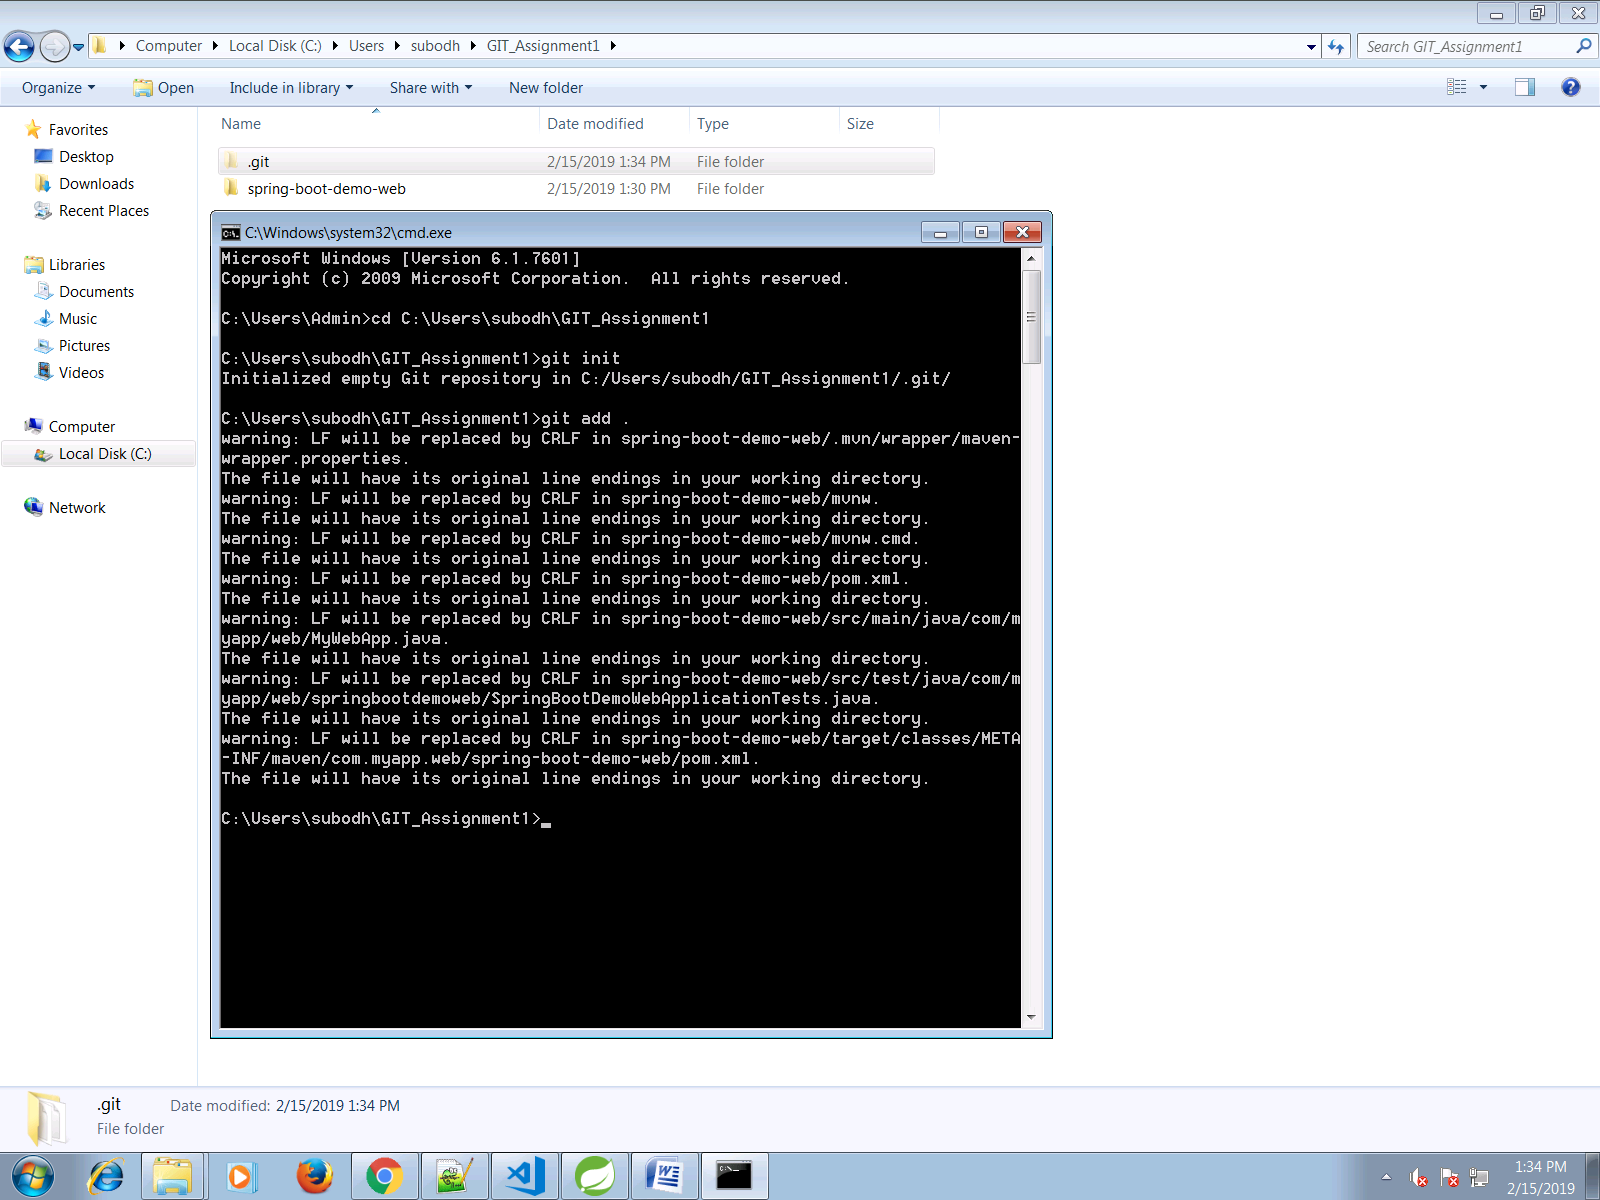 Computer Local Disk (C:) Users subodh GIT_Assignment1
Search GIT_Assignment1
Organize Open Include in library Share with New folder
Favorites
Desktop
Downloads
Recent Places
Libraries
Documents
Music
Pictures
Videos
Computer
Local Disk (C:)
Network
Name Date modified Type Size
.git 2/15/2019 1:34 PM File folder
spring-boot-demo-web 2/15/2019 1:30 PM File folder
C:\Windows\system32\cmd.exe
Microsoft Windows [Version 6.1.7601]
Copyright (c) 2009 Microsoft Corporation.  All rights reserved.
C:\Users\Admin>cd C:\Users\subodh\GIT_Assignment1
C:\Users\subodh\GIT_Assignment1>git init
Initialized empty Git repository in C:/Users/subodh/GIT_Assignment1/.git/
C:\Users\subodh\GIT_Assignment1>git add .
warning: LF will be replaced by CRLF in spring-boot-demo-web/.mvn/wrapper/maven-
wrapper.properties.
The file will have its original line endings in your working directory.
warning: LF will be replaced by CRLF in spring-boot-demo-web/mvnw.
The file will have its original line endings in your working directory.
warning: LF will be replaced by CRLF in spring-boot-demo-web/mvnw.cmd.
The file will have its original line endings in your working directory.
warning: LF will be replaced by CRLF in spring-boot-demo-web/pom.xml.
The file will have its original line endings in your working directory.
warning: LF will be replaced by CRLF in spring-boot-demo-web/src/main/java/com/m
yapp/web/MyWebApp.java.
The file will have its original line endings in your working directory.
warning: LF will be replaced by CRLF in spring-boot-demo-web/src/test/java/com/m
yapp/web/springbootdemoweb/SpringBootDemoWebApplicationTests.java.
The file will have its original line endings in your working directory.
warning: LF will be replaced by CRLF in spring-boot-demo-web/target/classes/META
-INF/maven/com.myapp.web/spring-boot-demo-web/pom.xml.
The file will have its original line endings in your working directory.
C:\Users\subodh\GIT_Assignment1>_
.git Date modified: 2/15/2019 1:34 PM
File folder
1:34 PM
2/15/2019